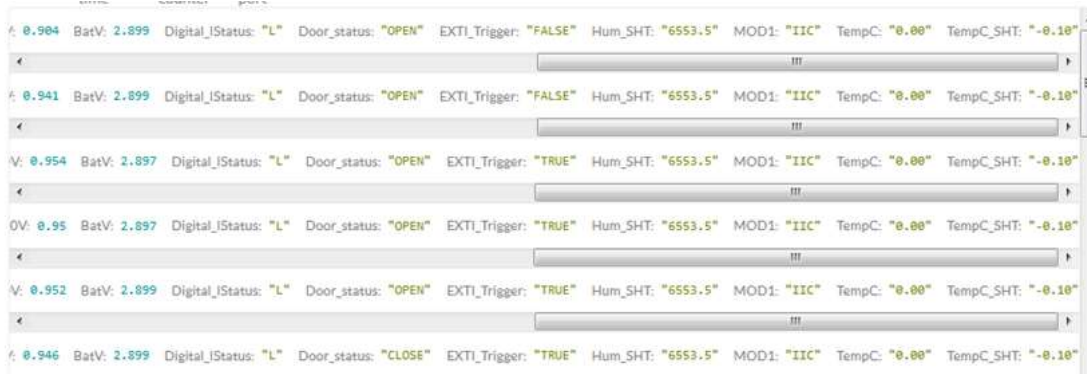 time counter port
V: 0.904 BatV: 2.899 Digital_IStatus: "L" Door_status: "OPEN" EXTI_Trigger: "FALSE" Hum_SHT: "6553.5" MOD1: "IIC" TempC: "0.00" TempC_SHT: "-0.10"
0.941 BatV: 2.899 Digital_IStatus: "L" Door_status: "OPEN" EXTI_Trigger: "FALSE" Hum_SHT: "6553.5" MOD1: "IIC" TempC: "0.00" TempC_SHT: "-0.10"
V: 0.954 BatV: 2.897 Digital_IStatus: "L" Door_status: "OPEN" EXTI_Trigger: "TRUE" Hum_SHT: "6553.5" MOD1: "IIC" TempC: "0.00" TempC_SHT: "-0.10"
0V: 0.95 BatV: 2.897 Digital_IStatus: "L" Door_status: "OPEN" EXTI_Trigger: "TRUE" Hum_SHT: "6553.5" MOD1: "IIC" TempC: "0.00" TempC_SHT: "-0.10"
V: 0.952 BatV: 2.899 Digital_IStatus: "L" Door_status: "OPEN" EXTI_Trigger: "TRUE" Hum_SHT: "6553.5" MOD1: "IIC" TempC: "0.00" TempC_SHT: "-0.10"
0.946 BatV: 2.899 Digital_IStatus: "L" Door_status: "CLOSE" EXTI_Trigger: "TRUE" Hum_SHT: "6553.5" MOD1: "IIC" TempC: "0.00" TempC_SHT: "-0.10"